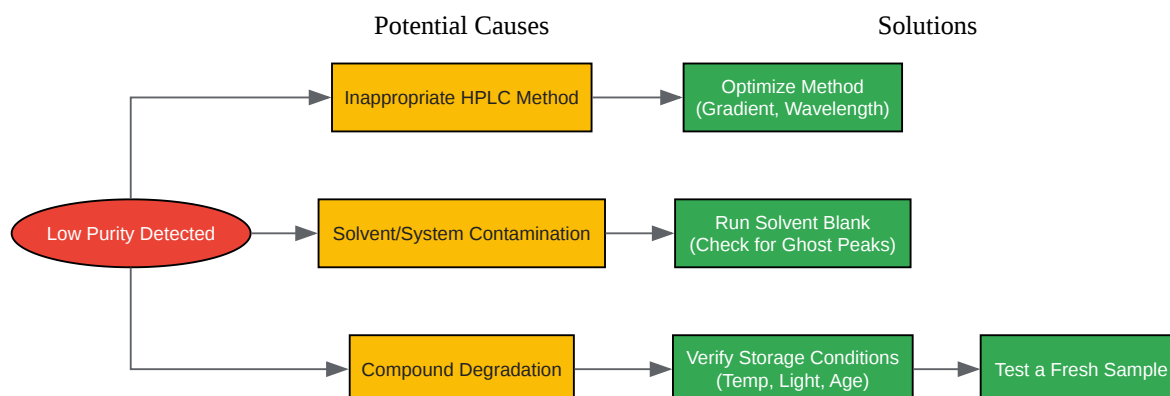 Potential Causes
Solutions
Inappropriate HPLC Method
Optimize Method
(Gradient, Wavelength)
Low Purity Detected
Solvent/System Contamination
Run Solvent Blank
(Check for Ghost Peaks)
Compound Degradation
Verify Storage Conditions
(Temp, Light, Age)
Test a Fresh Sample